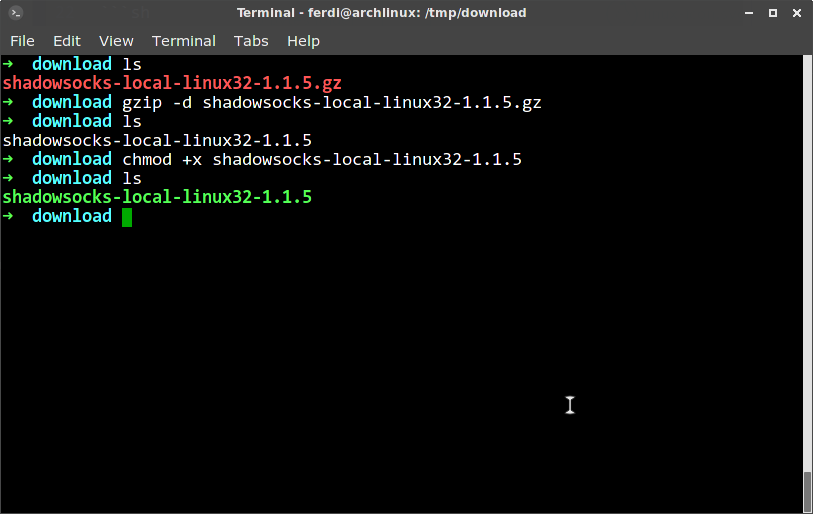 Terminal - ferdi@archlinux: /tmp/download
File Edit View Terminal Tabs Help
➜ download ls
shadowsocks-local-linux32-1.1.5.gz
➜ download gzip -d shadowsocks-local-linux32-1.1.5.gz
➜ download ls
shadowsocks-local-linux32-1.1.5
➜ download chmod +x shadowsocks-local-linux32-1.1.5
➜ download ls
shadowsocks-local-linux32-1.1.5
➜ download